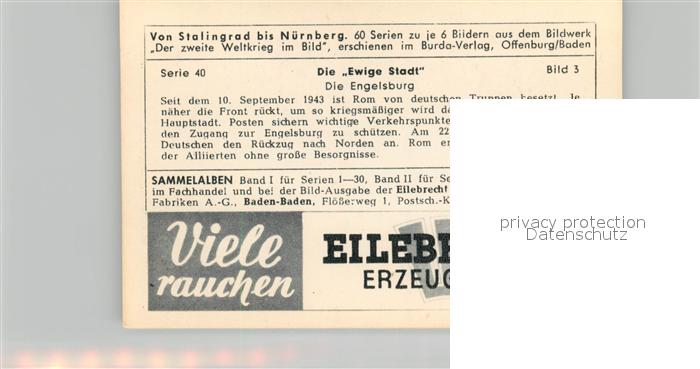 Von Stalingrad bis Nürnberg. 60 Serien zu je 6 Bildern aus dem Bildwerk
„Der zweite Weltkrieg im Bild", erschienen im Burda-Verlag, Offenburg/Baden
Serie 40 Die „Ewige Stadt" Bild 3
Die Engelsburg
Seit dem 10. September 1943 ist Rom von deutschen Truppen besetzt. Je
näher die Front rückt, um so kriegsmäßiger wird
Hauptstadt. Posten sichern wichtige Verkehrspunkte
den Zugang zur Engelsburg zu schützen. Am 22
Deutschen den Rückzug nach Norden an. Rom
der Alliierten ohne große Besorgnisse.
SAMMELALBEN Band I für Serien 1—30, Band II für
im Fachhandel und bei der Bild-Ausgabe der Eilebrecht
Fabriken A.-G., Baden-Baden, Flößerweg 1, Postsch.-K
Viele
rauchen
EILEB
ERZEUG
privacy protection
Datenschutz